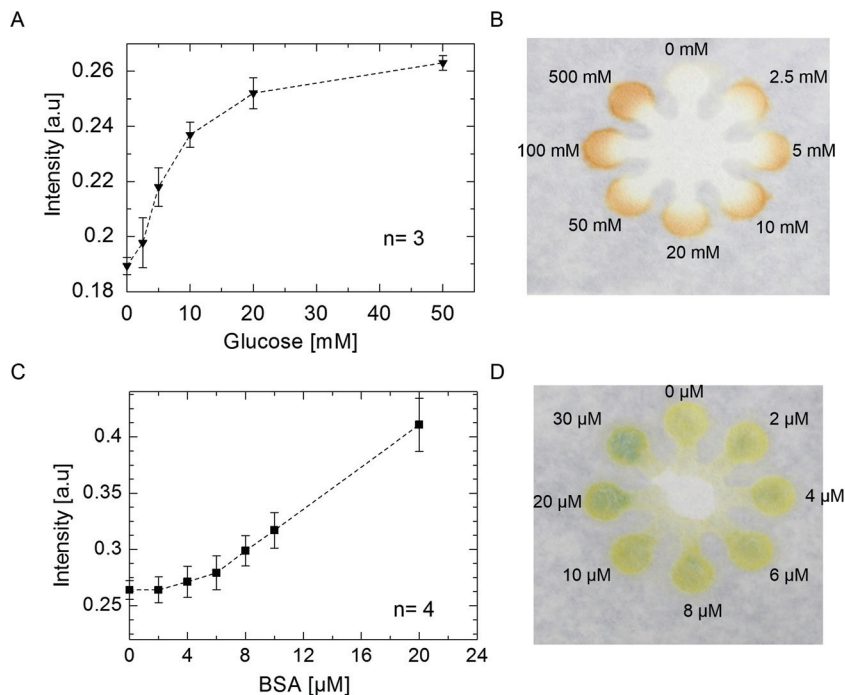 A
Intensity [a.u]
0.26
0.24
0.22
0.2
0.18
n= 3
0 10 20 30 40 50
Glucose [mM]
B
0 mM
500 mM
2.5 mM
100 mM
5 mM
50 mM
10 mM
20 mM
C
Intensity [a.u]
0.4
0.35
0.3
0.25
n= 4
0 4 8 12 16 20 24
BSA [µM]
D
0 µM
30 µM
2 µM
20 µM
4 µM
10 µM
6 µM
8 µM